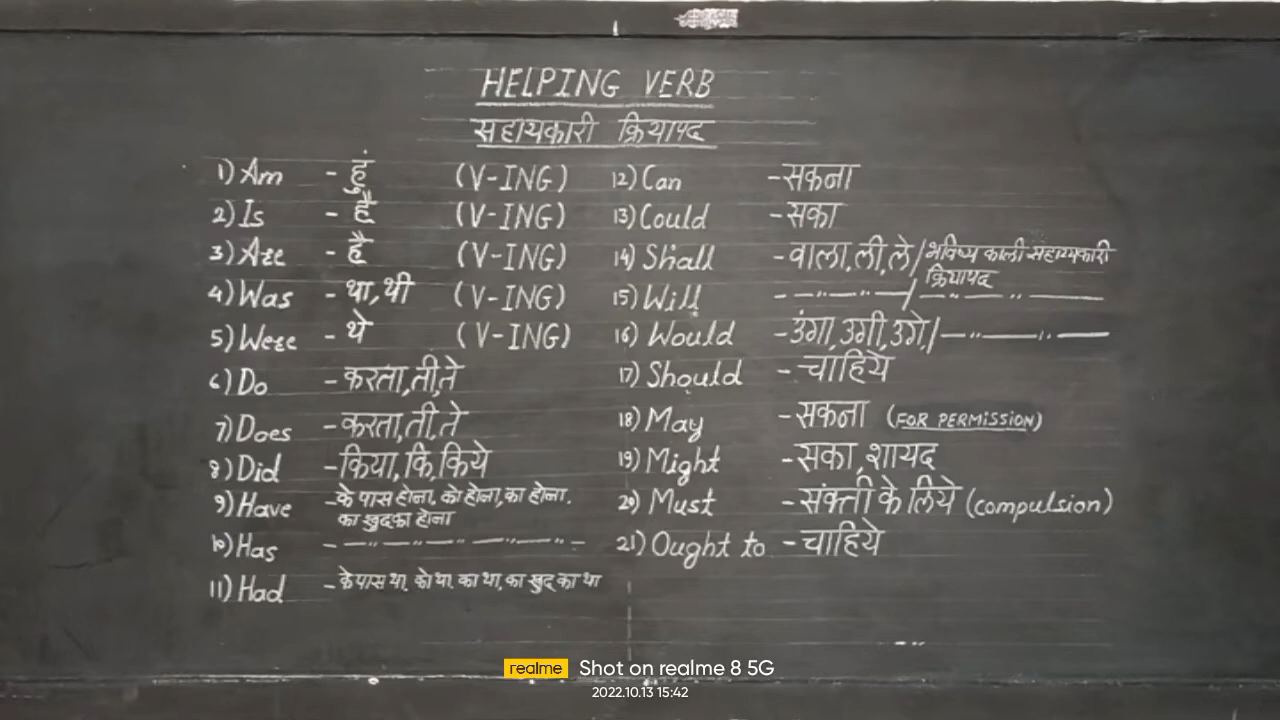 HELPING VERB
सहायकारी क्रियापद
1) Am - हुं (V-ING)
2) Is - है (V-ING)
3) Are - है (V-ING)
4) Was - था, थी (V-ING)
5) Were - थे (V-ING)
6) Do - करता,ती,ते
7) Does - करता,ती,ते
8) Did - किया, कि, किये
9) Have - के पास होना, को होना, का होना.
का खुदका होना
10) Has - — " — " — " — " —
11) Had - के पास था, को था, का था, का खुद का था
12) Can - सकना
13) Could - सका
14) Shall - वाला, ली, ले / भविष्य काली सहाय्यकारी
क्रियापद
15) Will - — " — " — / — " — " —
16) Would - उंगा, उगी, उगे, / — " — " —
17) Should - चाहिये
18) May - सकना (FOR PERMISSION)
19) Might - सका, शायद
20) Must - संक्ती के लिये (compulsion)
21) Ought to - चाहिये
realme Shot on realme 8 5G
2022.10.13 15:42